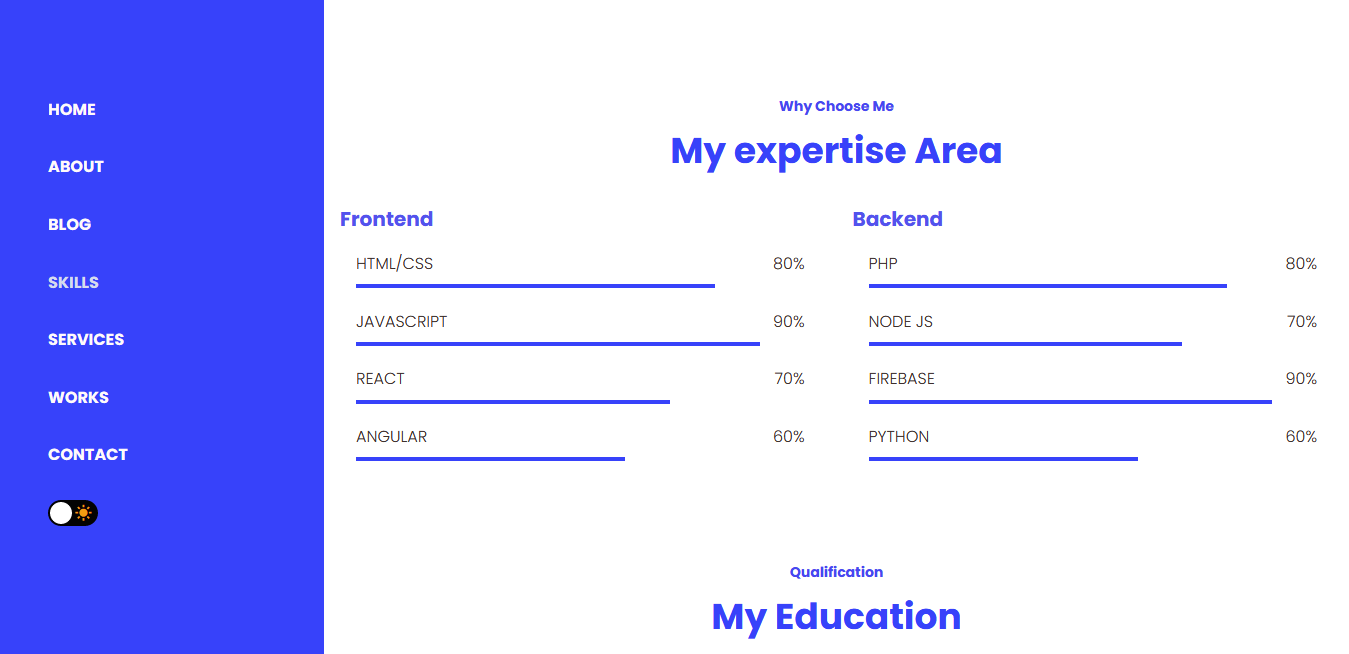 HOME
ABOUT
BLOG
SKILLS
SERVICES
WORKS
CONTACT
Why Choose Me
My expertise Area
Frontend
HTML/CSS 80%
JAVASCRIPT 90%
REACT 70%
ANGULAR 60%
Backend
PHP 80%
NODE JS 70%
FIREBASE 90%
PYTHON 60%
Qualification
My Education